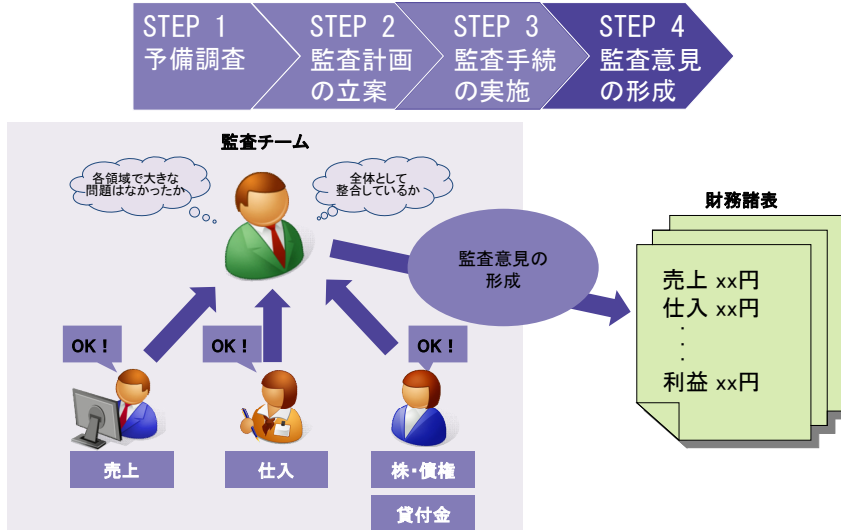 STEP 1
予備調査
STEP 2
監査計画
の立案
STEP 3
監査手続
の実施
STEP 4
監査意見
の形成
監査チーム
各領域で大きな
問題はなかったか
全体として
整合しているか
監査意見の
形成
財務諸表
売上 xx円
仕入 xx円
・
・
・
利益 xx円
OK！
OK！
OK！
売上
仕入
株・債権
貸付金